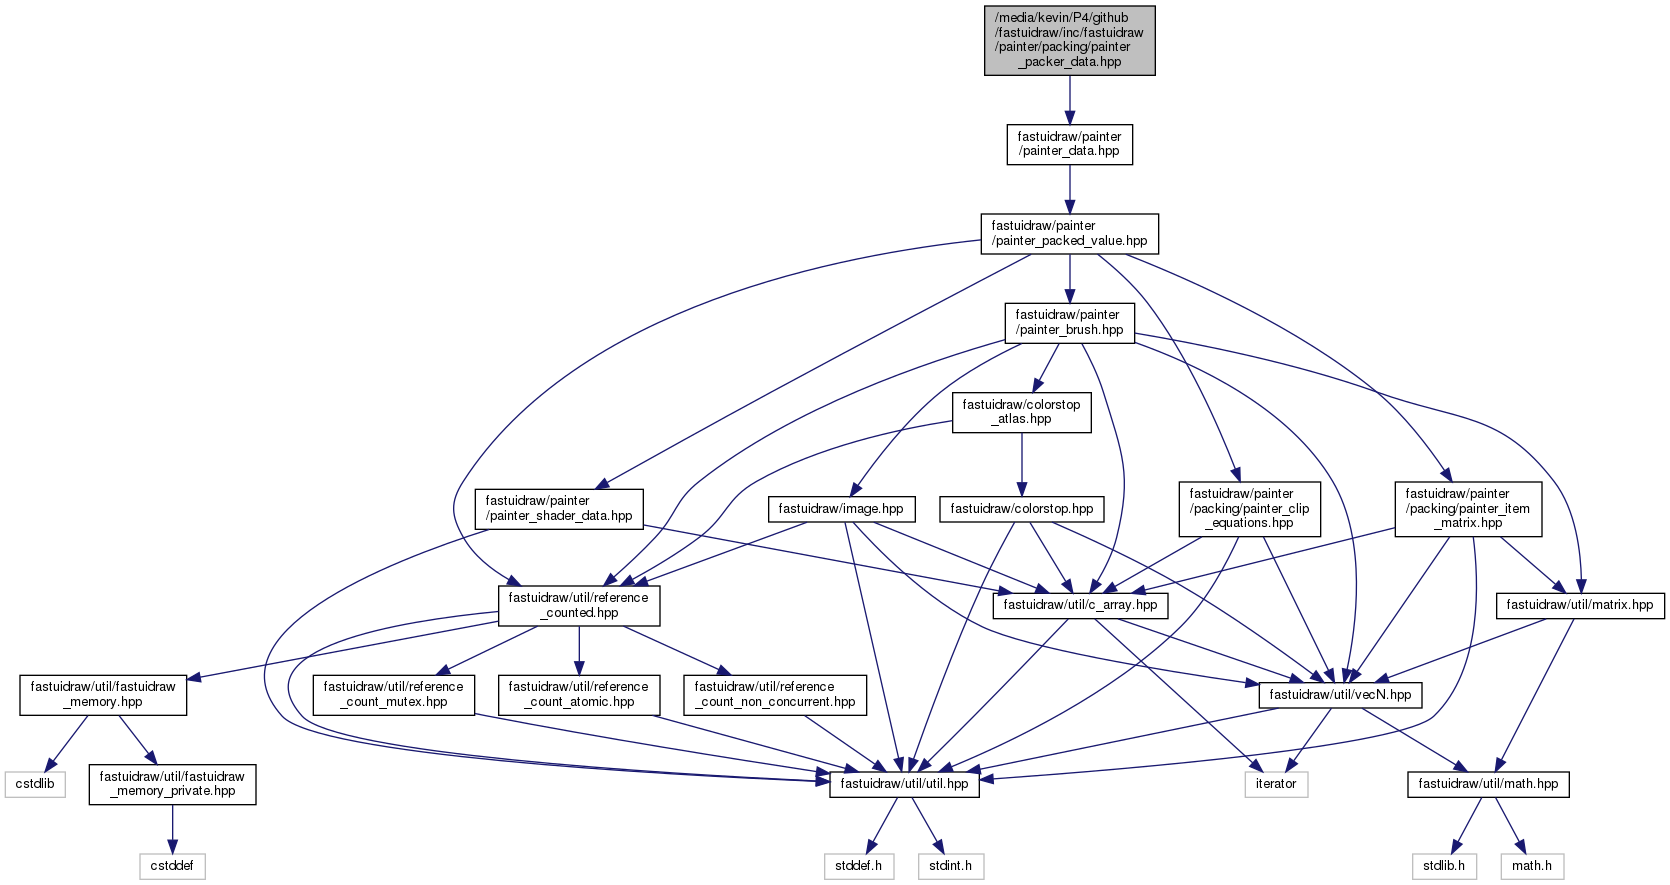 /media/kevin/P4/github
/fastuidraw/inc/fastuidraw
/painter/packing/painter
_packer_data.hpp
fastuidraw/painter
/painter_data.hpp
fastuidraw/painter
/painter_packed_value.hpp
fastuidraw/painter
/painter_brush.hpp
fastuidraw/colorstop
_atlas.hpp
fastuidraw/painter
/painter_shader_data.hpp
fastuidraw/image.hpp
fastuidraw/colorstop.hpp
fastuidraw/painter
/packing/painter_clip
_equations.hpp
fastuidraw/painter
/packing/painter_item
_matrix.hpp
fastuidraw/util/reference
_counted.hpp
fastuidraw/util/c_array.hpp
fastuidraw/util/matrix.hpp
fastuidraw/util/fastuidraw
_memory.hpp
fastuidraw/util/reference
_count_mutex.hpp
fastuidraw/util/reference
_count_atomic.hpp
fastuidraw/util/reference
_count_non_concurrent.hpp
fastuidraw/util/vecN.hpp
cstdlib
fastuidraw/util/fastuidraw
_memory_private.hpp
fastuidraw/util/util.hpp
iterator
fastuidraw/util/math.hpp
cstddef
stddef.h
stdint.h
stdlib.h
math.h